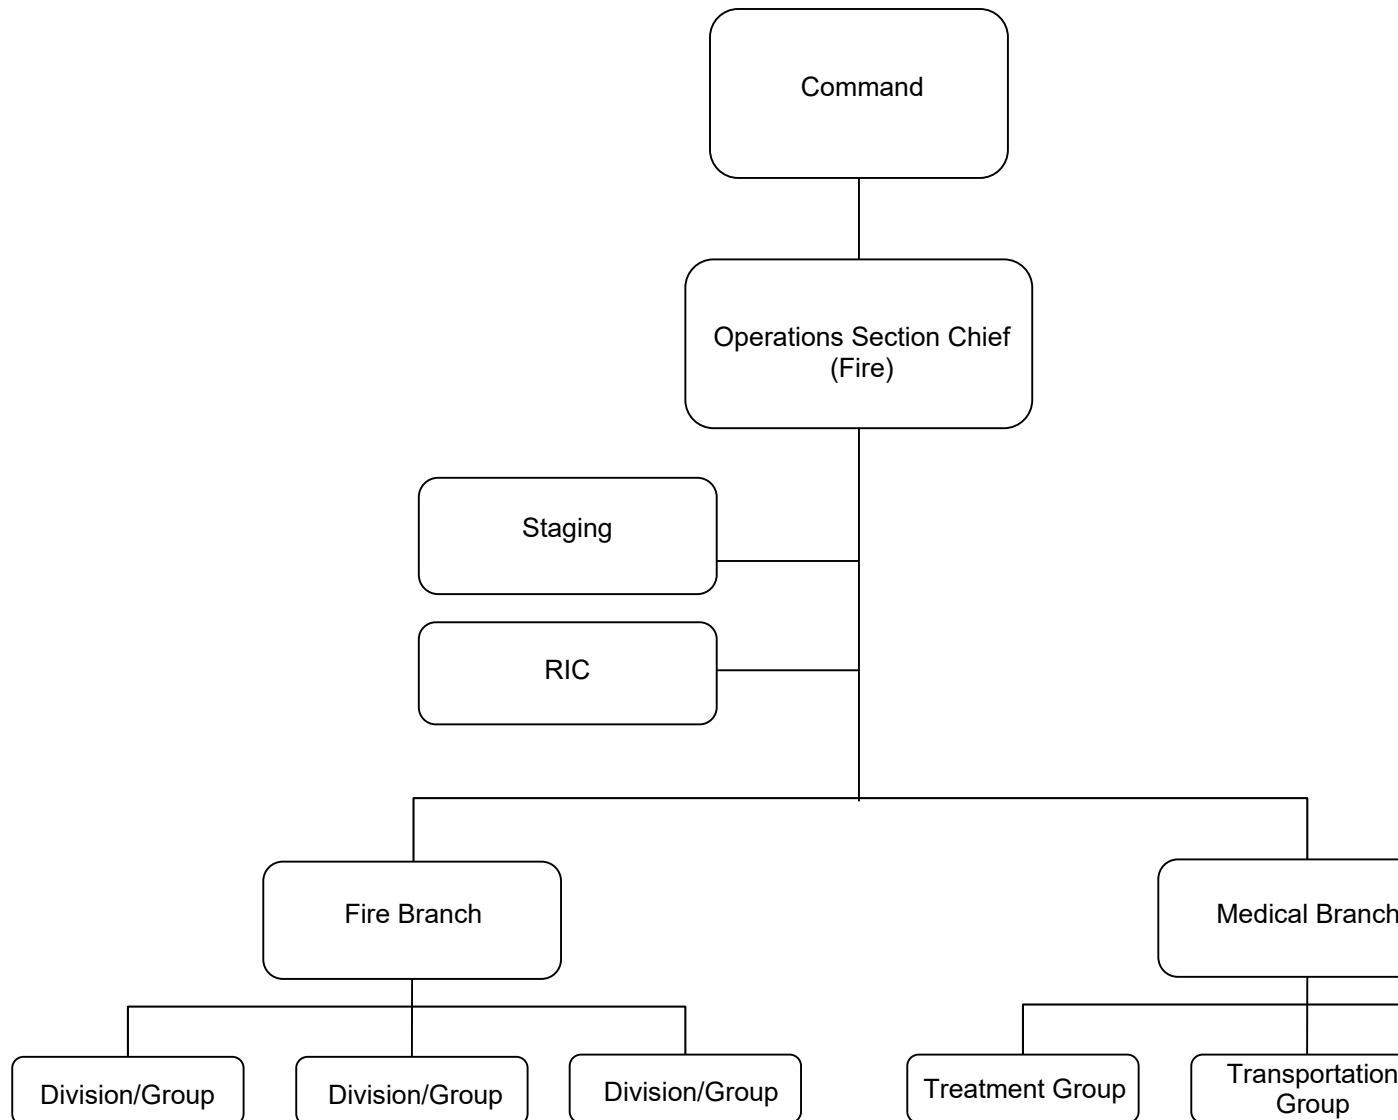 Command
Operations Section Chief
(Fire)
Staging
RIC
Fire Branch
Medical Branch
Division/Group
Division/Group
Division/Group
Treatment Group
Transportation
Group